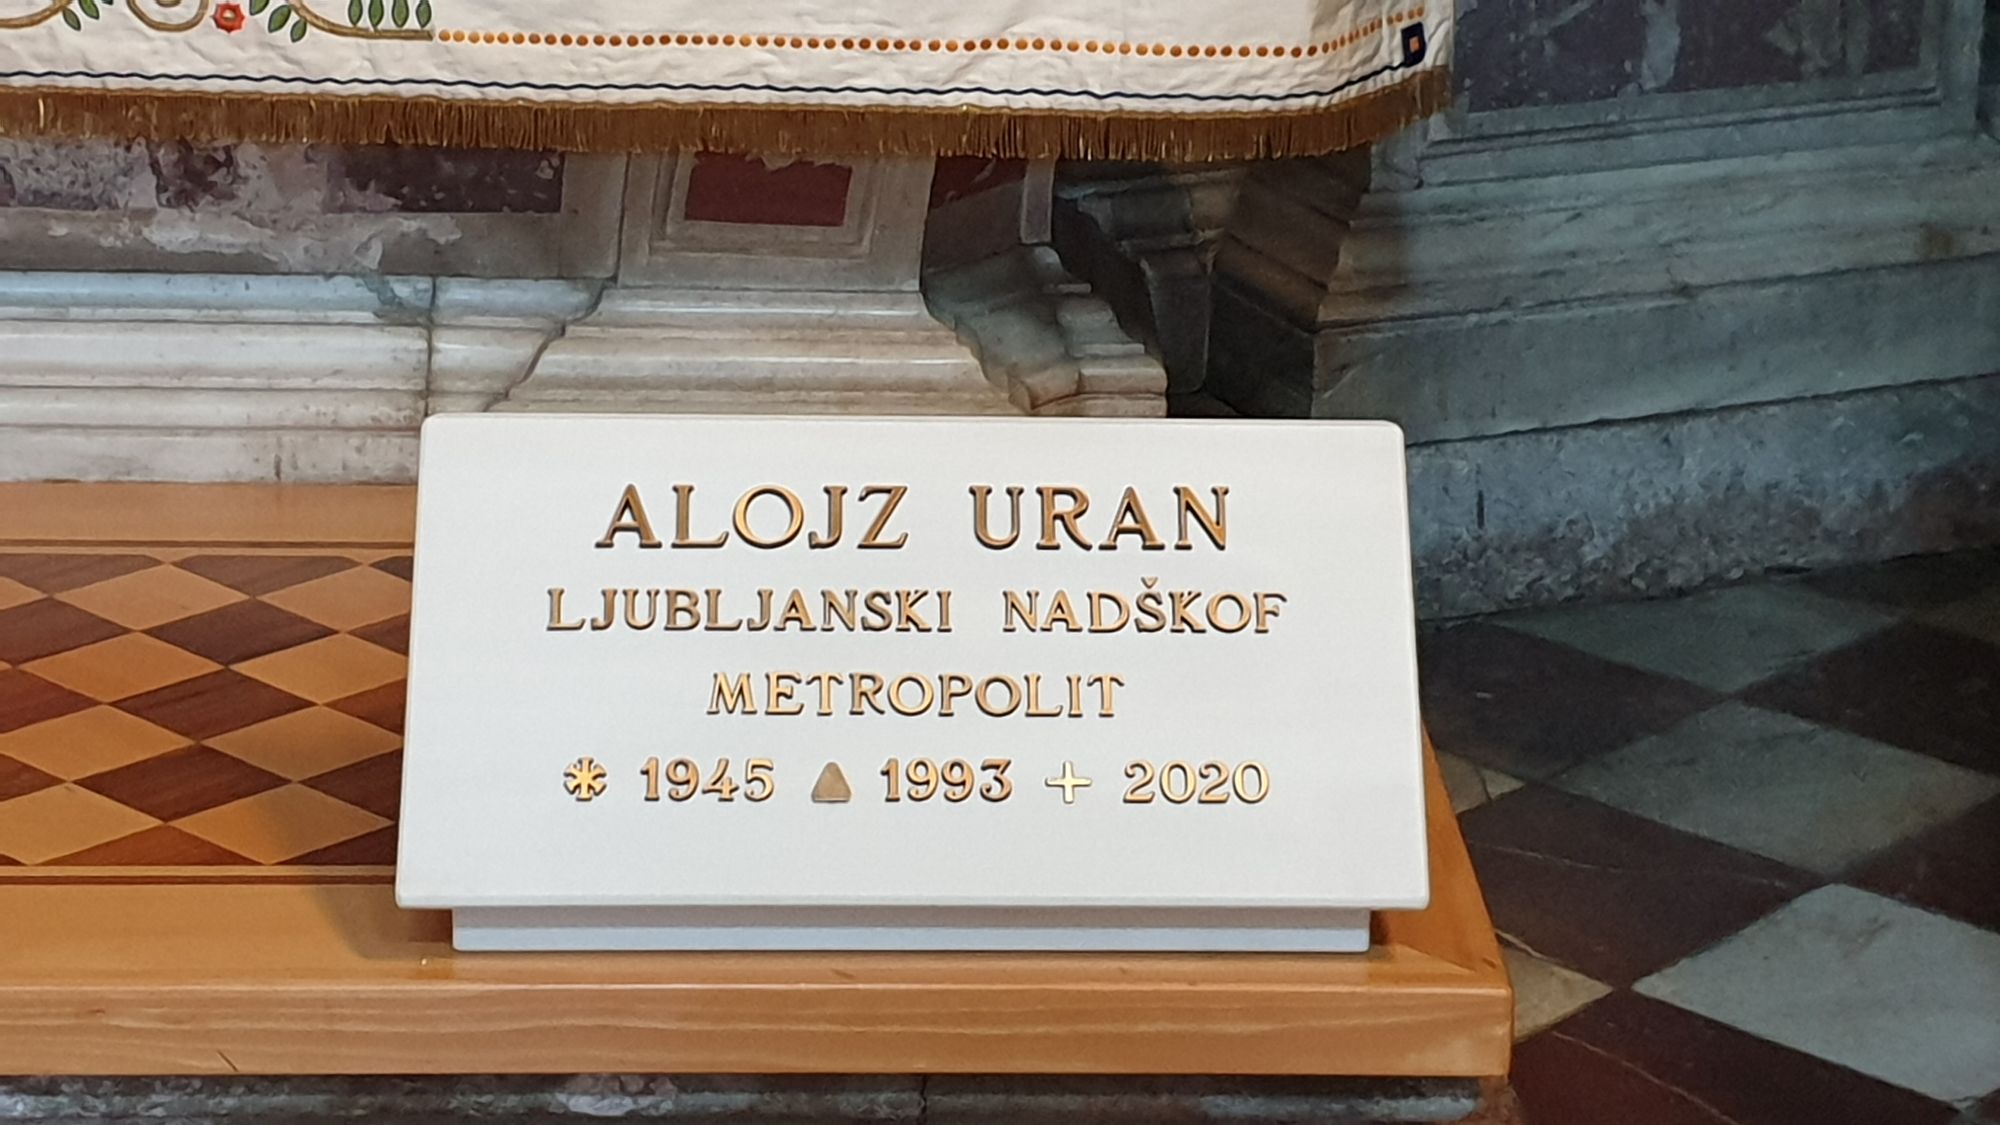 ALOJZ URAN
LJUBLJANSKI NADŠKOF
METROPOLIT
* 1945 ▲ 1993 + 2020